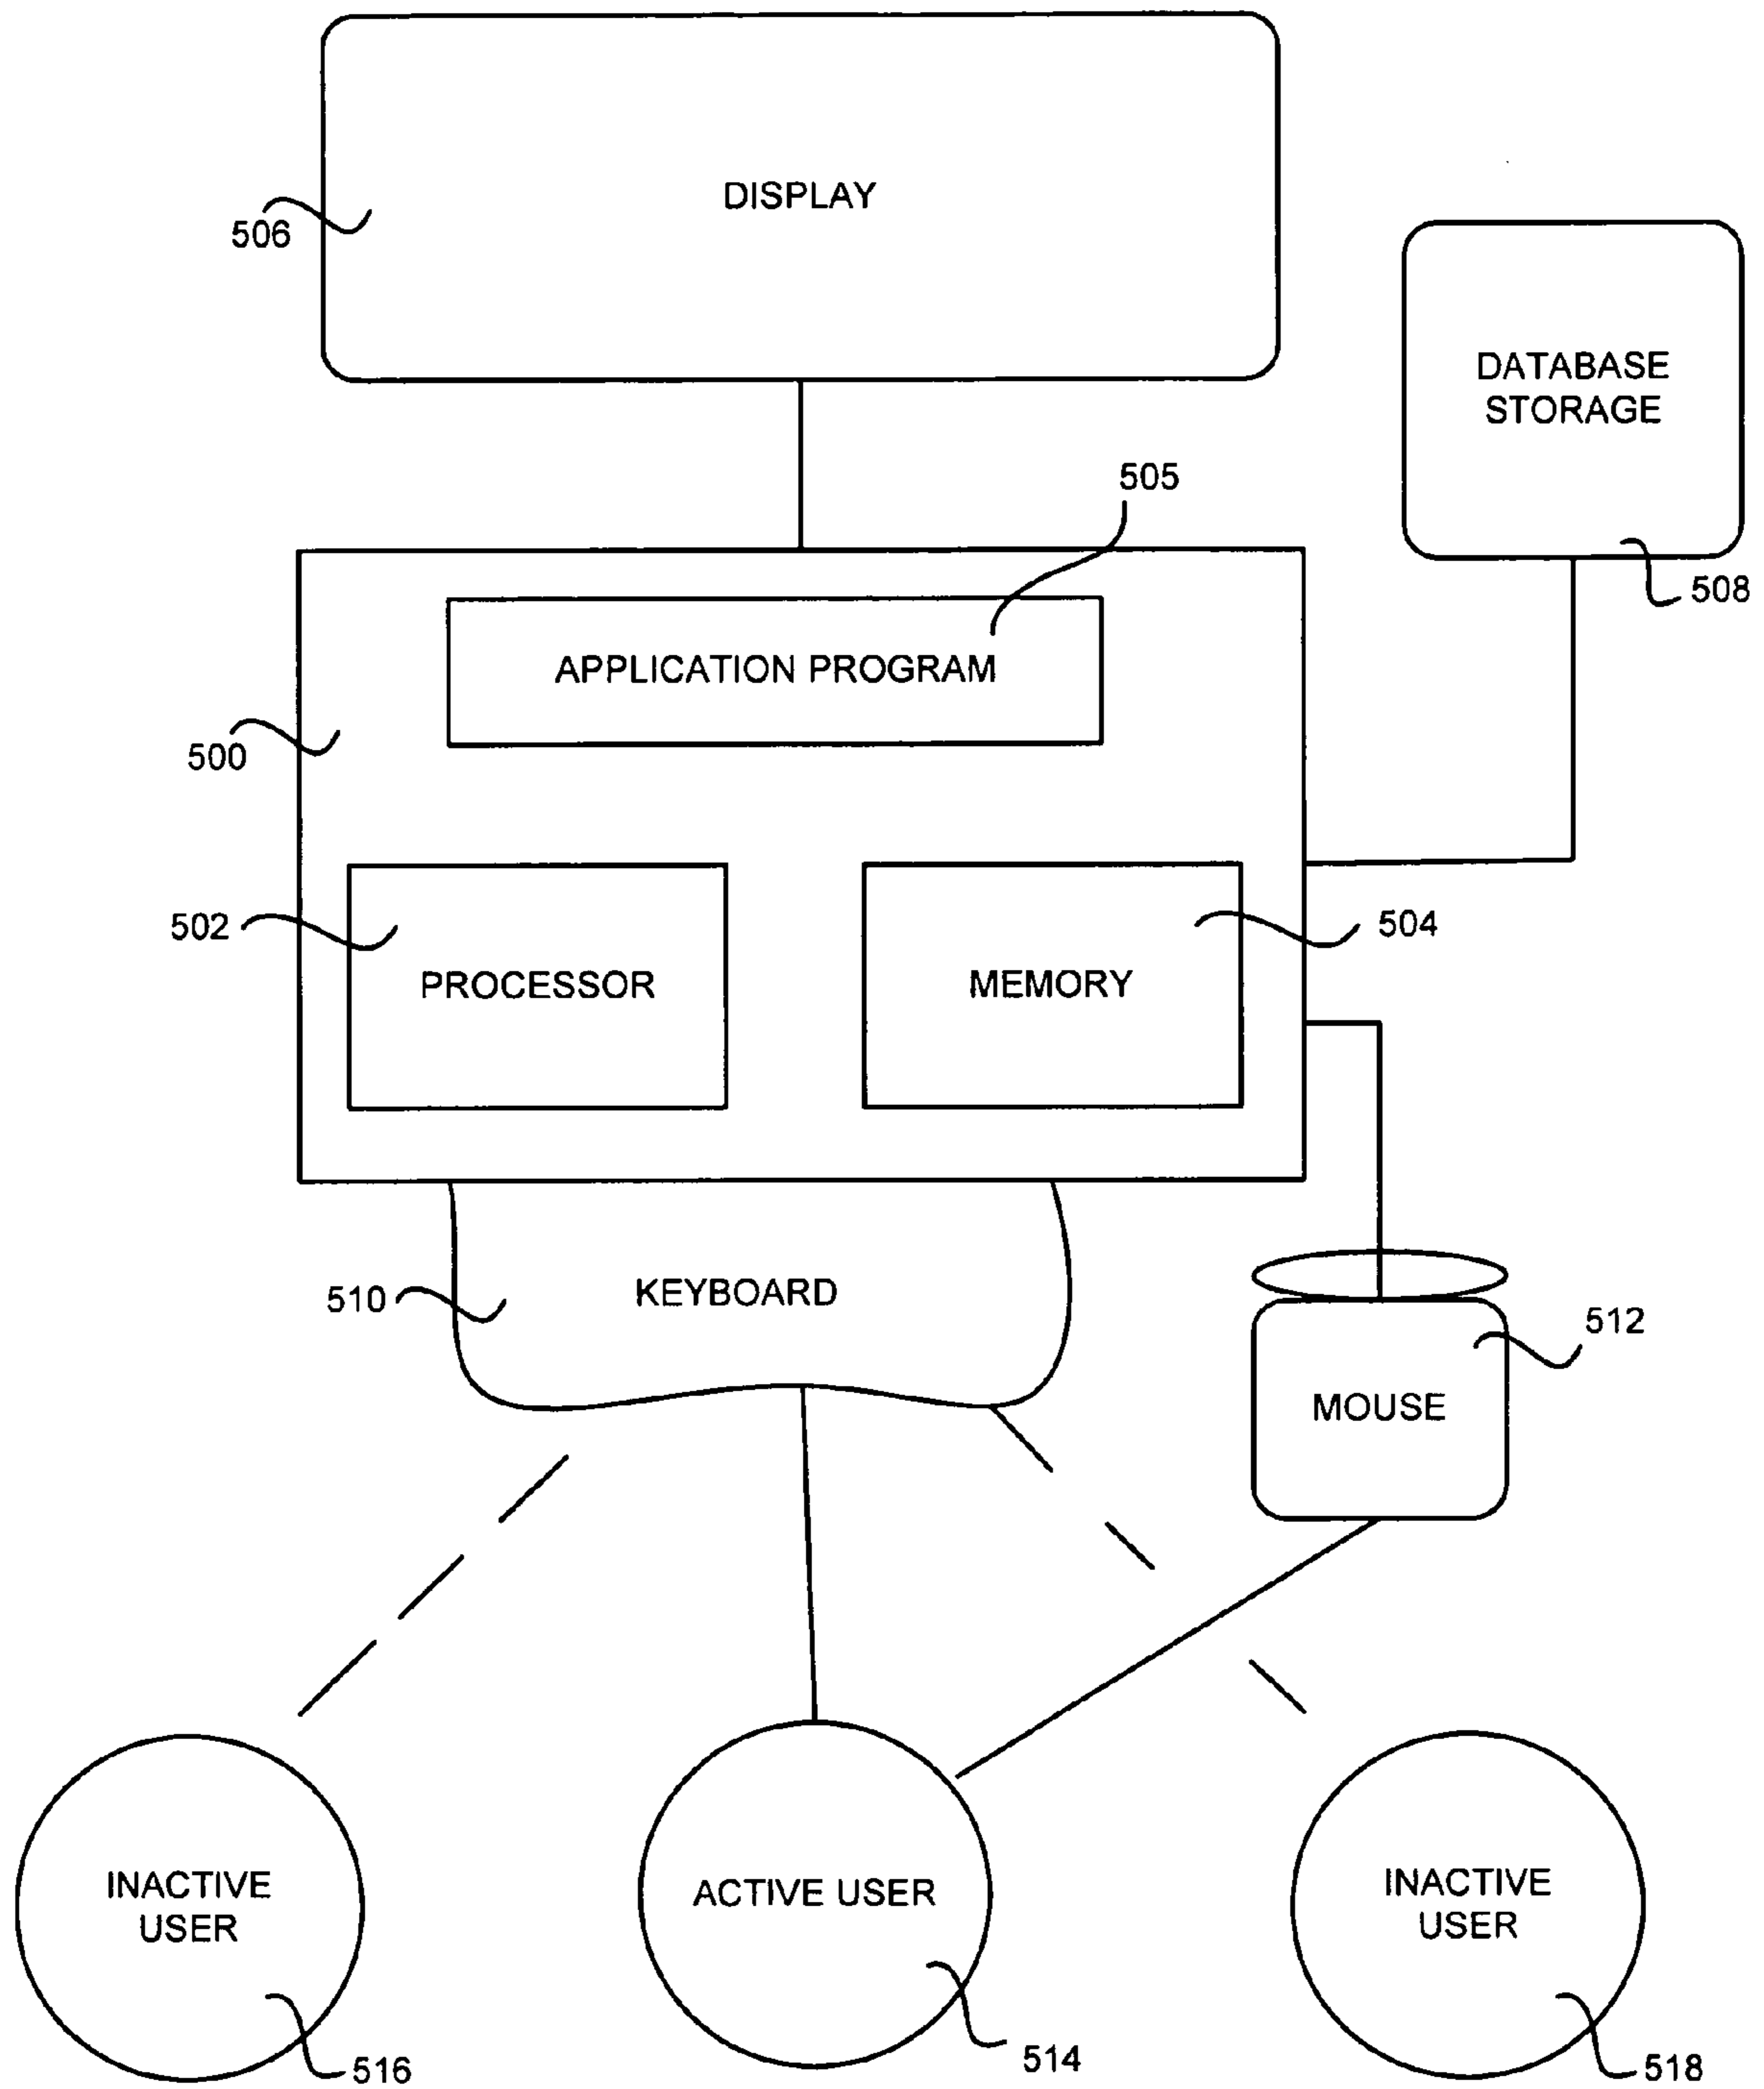 DISPLAY
506
DATABASE
STORAGE
505
508
APPLICATION PROGRAM
500
502
504
PROCESSOR
MEMORY
510
KEYBOARD
512
MOUSE
INACTIVE
USER
ACTIVE USER
INACTIVE
USER
516
514
518